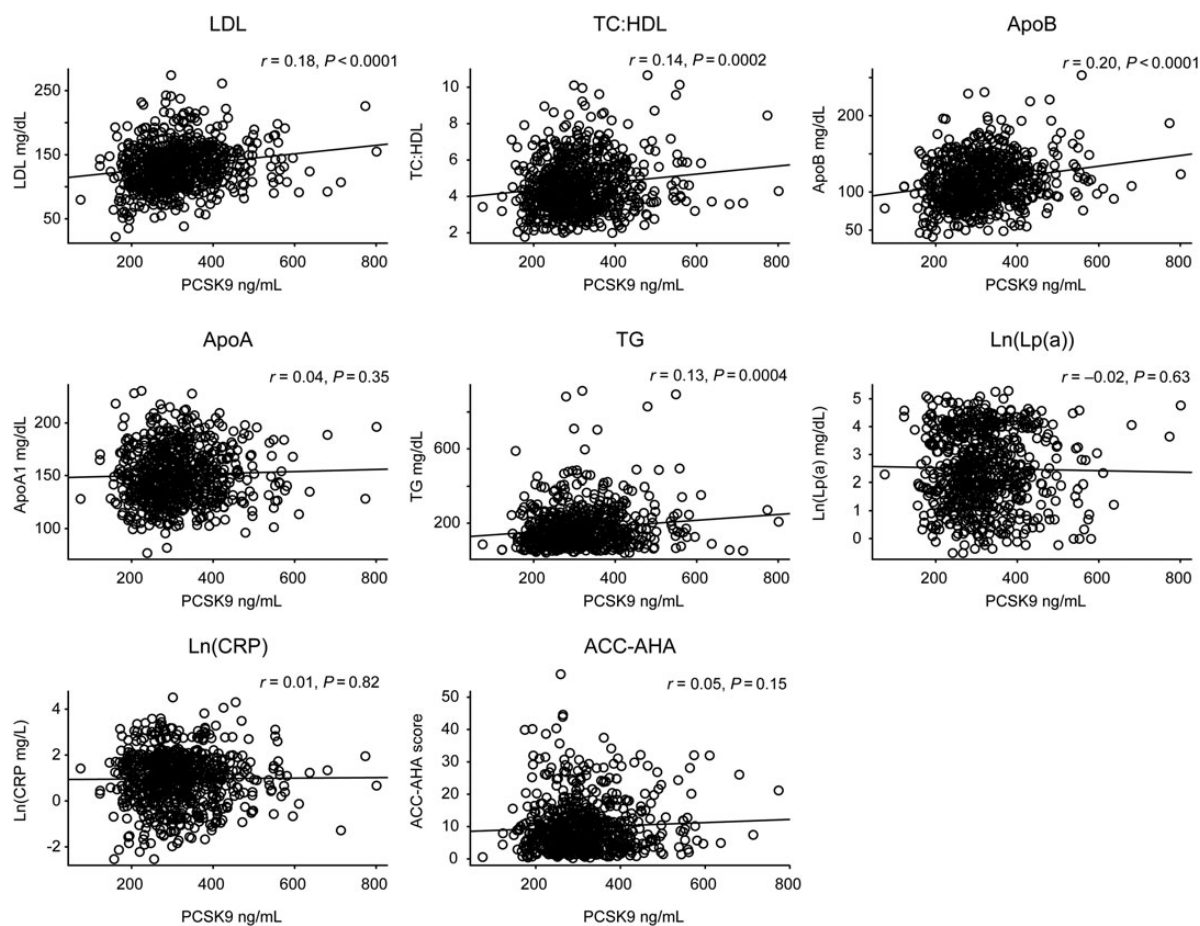 LDL
r = 0.18, P < 0.0001
250
150
50
LDL mg/dL
200 400 600 800
PCSK9 ng/mL
TC:HDL
r = 0.14, P = 0.0002
10
8
6
4
2
TC:HDL
200 400 600 800
PCSK9 ng/mL
ApoB
r = 0.20, P < 0.0001
200
100
50
ApoB mg/dL
200 400 600 800
PCSK9 ng/mL
ApoA
r = 0.04, P = 0.35
200
150
100
ApoA1 mg/dL
200 400 600 800
PCSK9 ng/mL
TG
r = 0.13, P = 0.0004
600
200
TG mg/dL
200 400 600 800
PCSK9 ng/mL
Ln(Lp(a))
r = –0.02, P = 0.63
5
4
3
2
1
0
Ln(Lp(a) mg/dL)
200 400 600 800
PCSK9 ng/mL
Ln(CRP)
r = 0.01, P = 0.82
4
2
0
-2
Ln(CRP mg/L)
200 400 600 800
PCSK9 ng/mL
ACC-AHA
r = 0.05, P = 0.15
50
40
30
20
10
0
ACC-AHA score
200 400 600 800
PCSK9 ng/mL